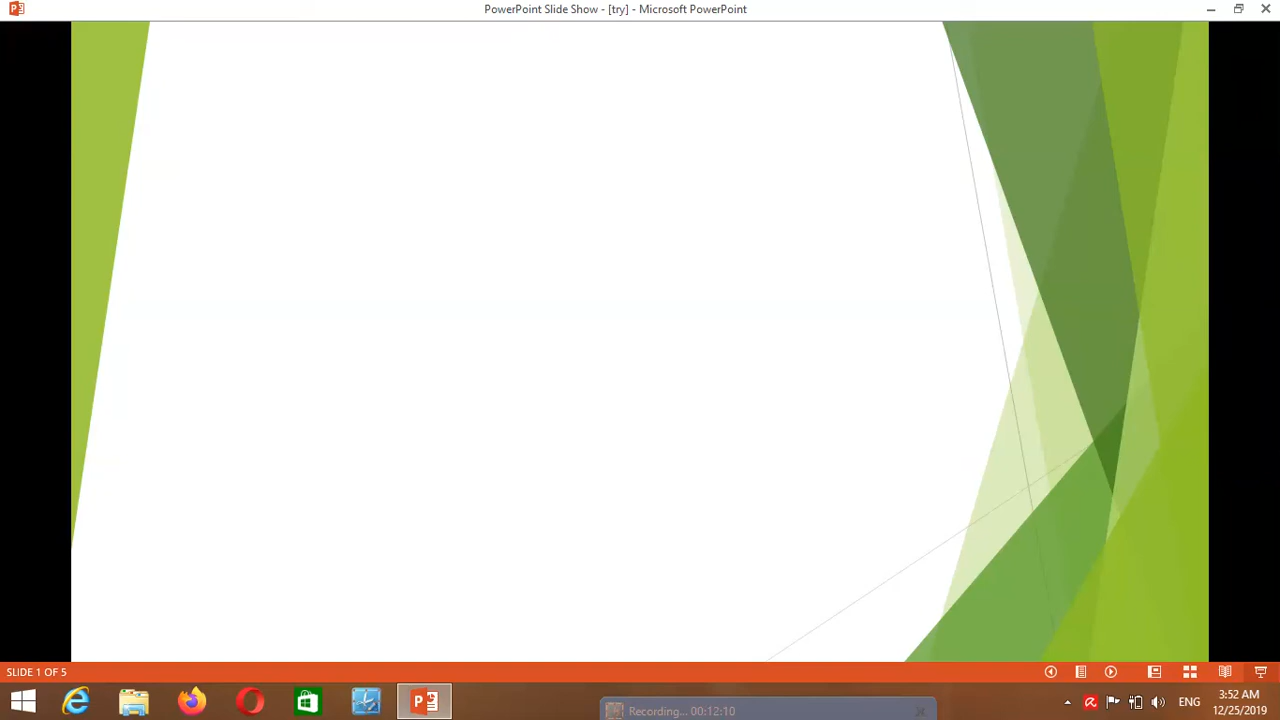 PowerPoint Slide Show - [try] - Microsoft PowerPoint
SLIDE 1 OF 5
Recording... 00:12:10
ENG
3:52 AM
12/25/2019